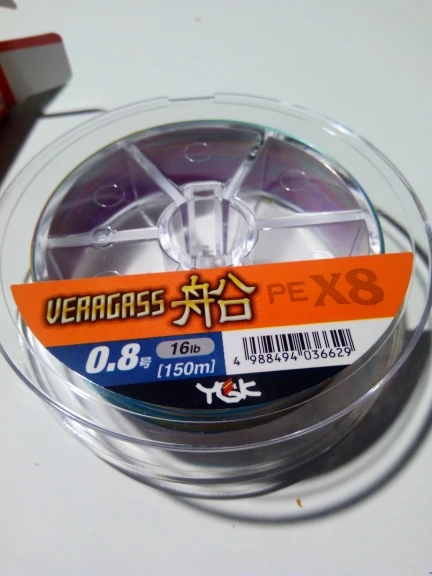 VERAGASS 船 PE X8
0.8号 16lb [150m]
4 988494 036629
YGK